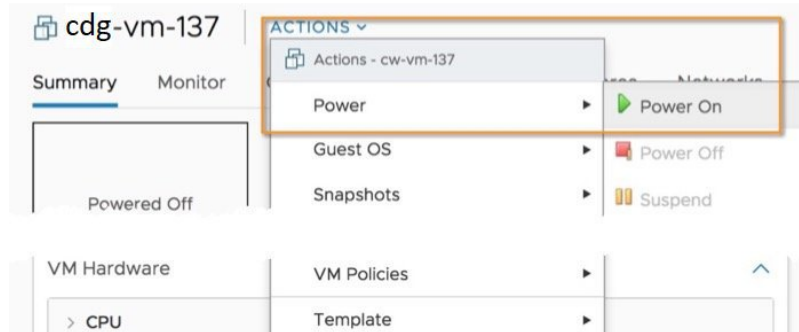 cdg-vm-137 ACTIONS
Actions - cw-vm-137
Summary Monitor Networks
Power Power On
Guest OS Power Off
Snapshots Suspend
Powered Off
VM Hardware VM Policies
CPU Template